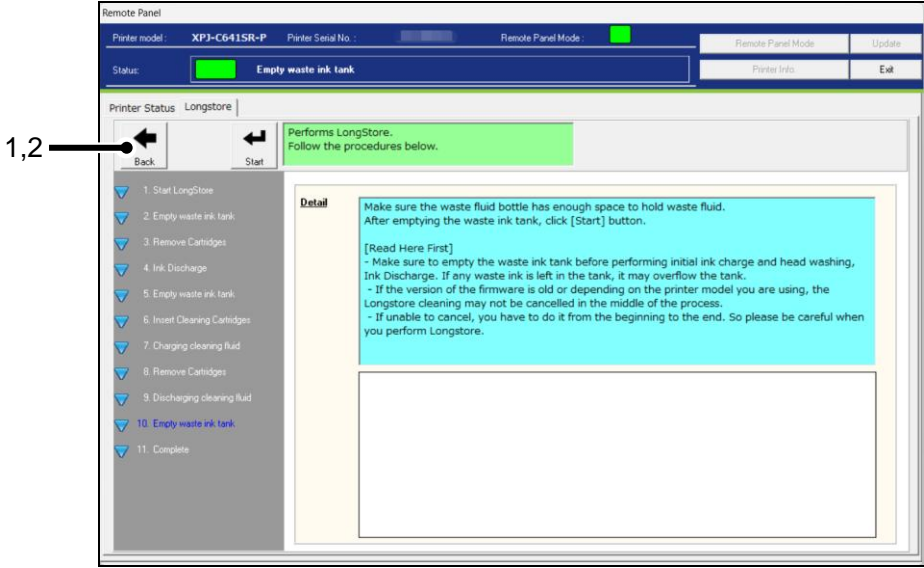 Remote Panel
Printer model : XPJ-C641SR-P Printer Serial No. : Remote Panel Mode : Remote Panel Mode Update
Status: Empty waste ink tank Printer Info Exit
Printer Status Longstore
1,2
Back Start
Performs LongStore.
Follow the procedures below.
1. Start LongStore
2. Empty waste ink tank
3. Remove Cartridges
4. Ink Discharge
5. Empty waste ink tank
6. Insert Cleaning Cartridges
7. Charging cleaning fluid
8. Remove Cartridges
9. Discharging cleaning fluid
10. Empty waste ink tank
11. Complete
Detail
Make sure the waste fluid bottle has enough space to hold waste fluid.
After emptying the waste ink tank, click [Start] button.
[Read Here First]
- Make sure to empty the waste ink tank before performing initial ink charge and head washing,
Ink Discharge. If any waste ink is left in the tank, it may overflow the tank.
- If the version of the firmware is old or depending on the printer model you are using, the
Longstore cleaning may not be cancelled in the middle of the process.
- If unable to cancel, you have to do it from the beginning to the end. So please be careful when
you perform Longstore.